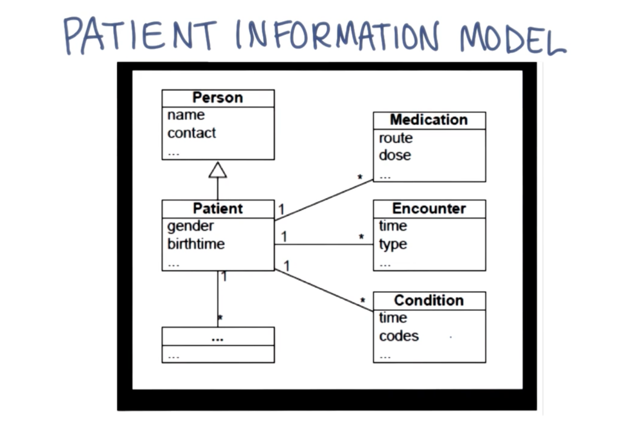 PATIENT INFORMATION MODEL
Person
name
contact
...
Medication
route
dose
...
*
Patient
gender
birthtime
...
1
1
1
1
*
Encounter
time
type
...
*
Condition
time
codes
...
*
...
...